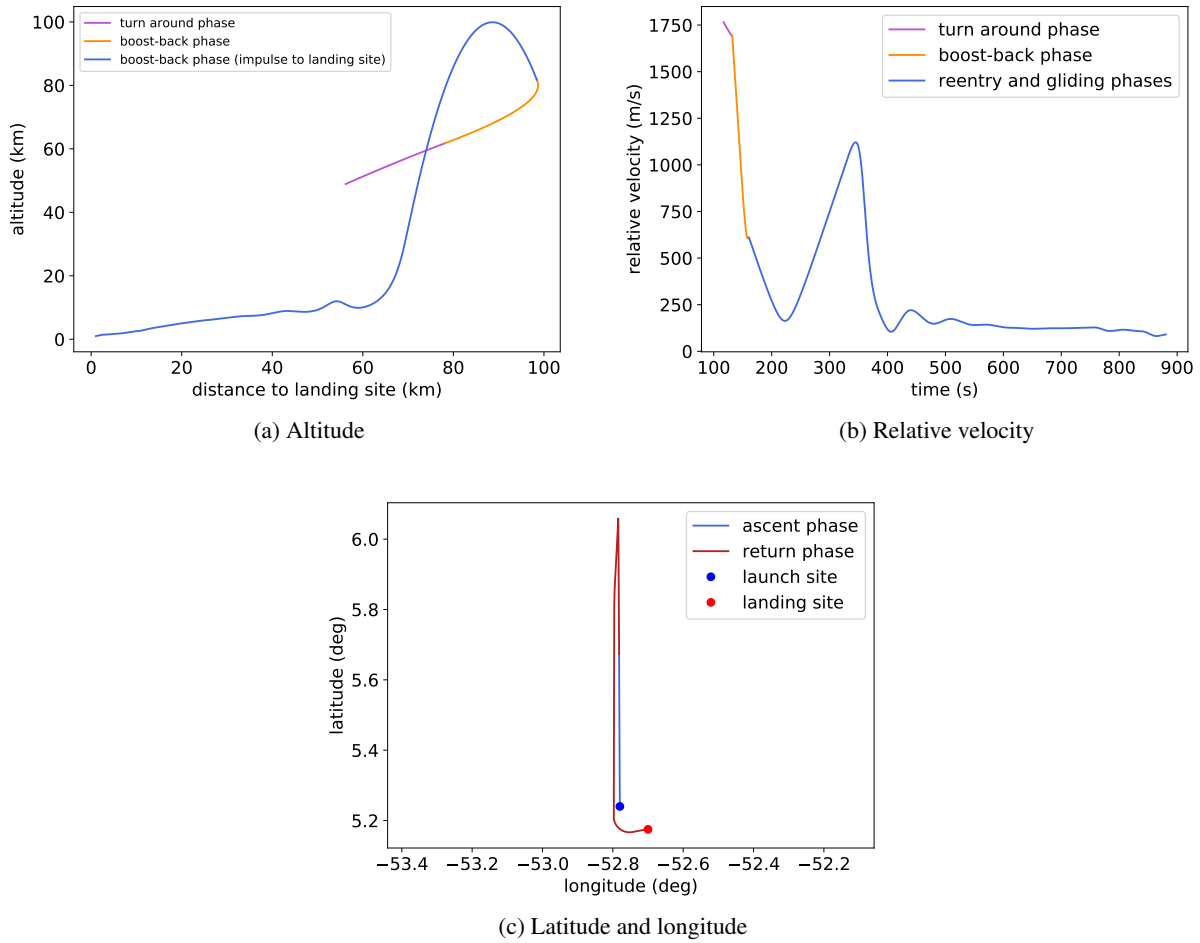 turn around phase
boost-back phase
boost-back phase (impulse to landing site)
100
80
60
40
20
0
altitude (km)
0 20 40 60 80 100
distance to landing site (km)
(a) Altitude
turn around phase
boost-back phase
reentry and gliding phases
1750
1500
1250
1000
750
500
250
0
relative velocity (m/s)
100 200 300 400 500 600 700 800 900
time (s)
(b) Relative velocity
ascent phase
return phase
launch site
landing site
6.0
5.8
5.6
5.4
5.2
latitude (deg)
−53.4 −53.2 −53.0 −52.8 −52.6 −52.4 −52.2
longitude (deg)
(c) Latitude and longitude